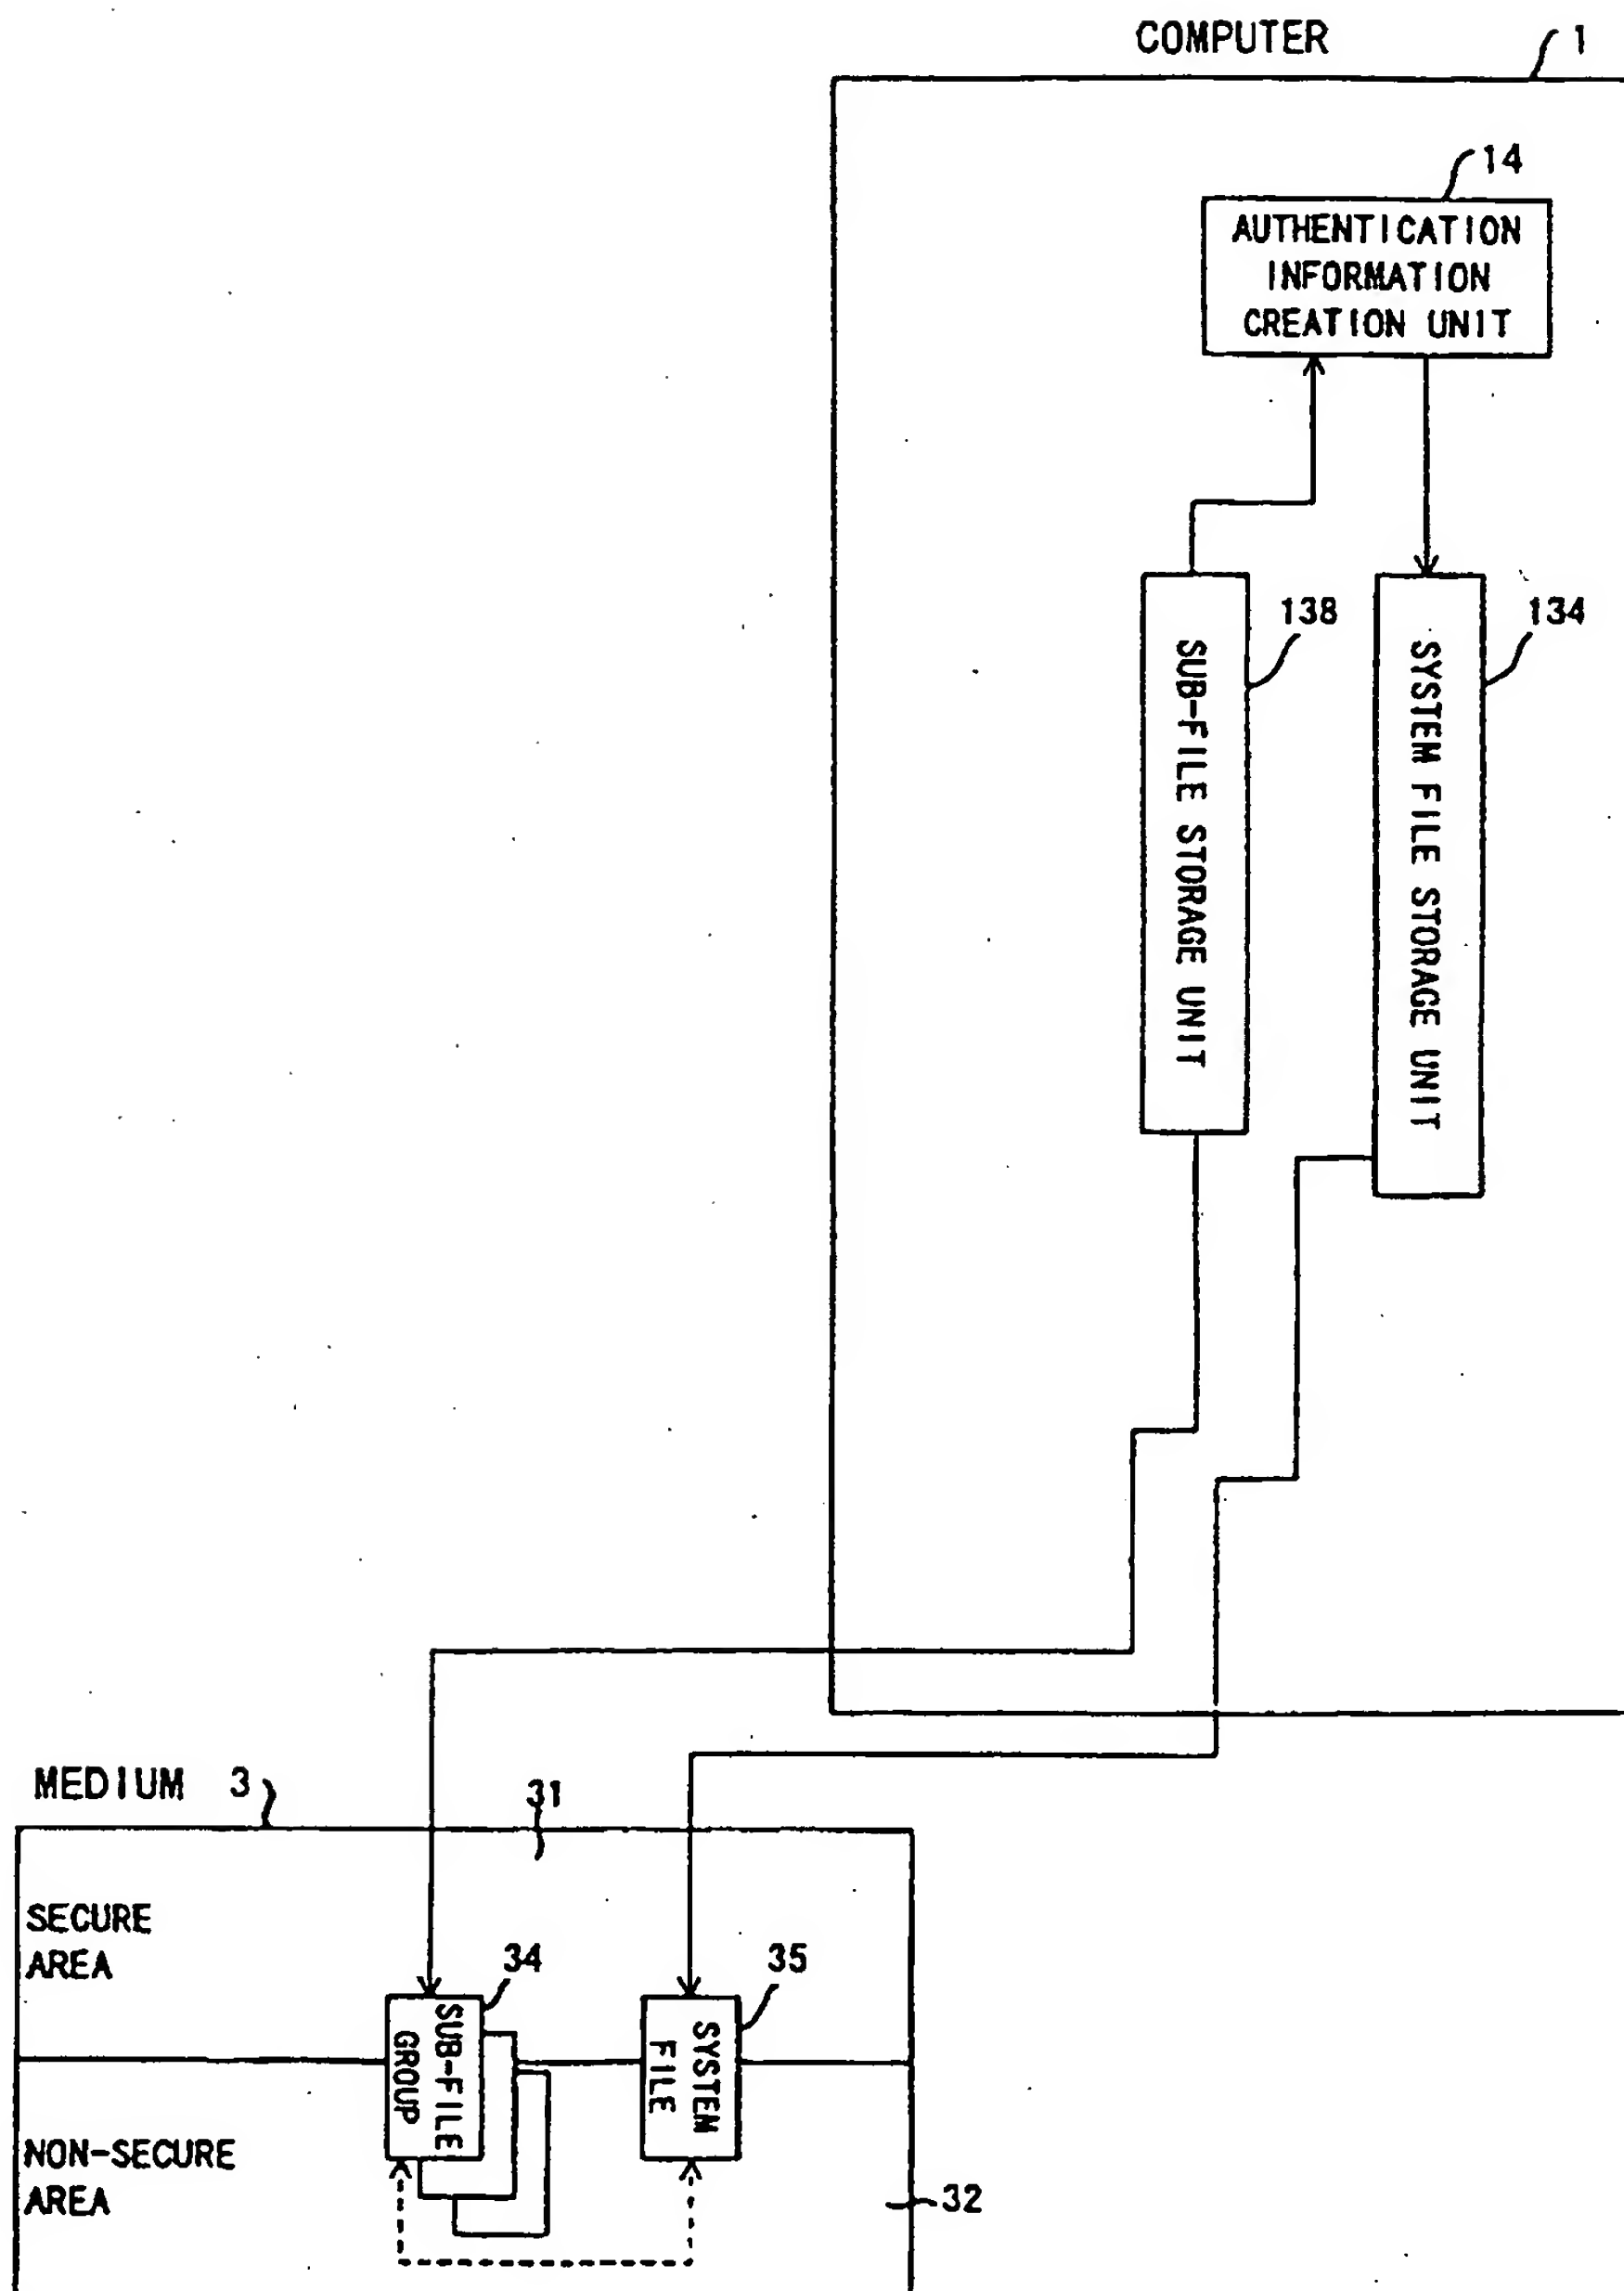 COMPUTER 1
14
AUTHENTICATION
INFORMATION
CREATION UNIT
138
134
SUB-FILE STORAGE UNIT
SYSTEM FILE STORAGE UNIT
MEDIUM 3
31
SECURE
AREA
34
35
SUB-FILE
GROUP
SYSTEM
FILE
NON-SECURE
AREA
32